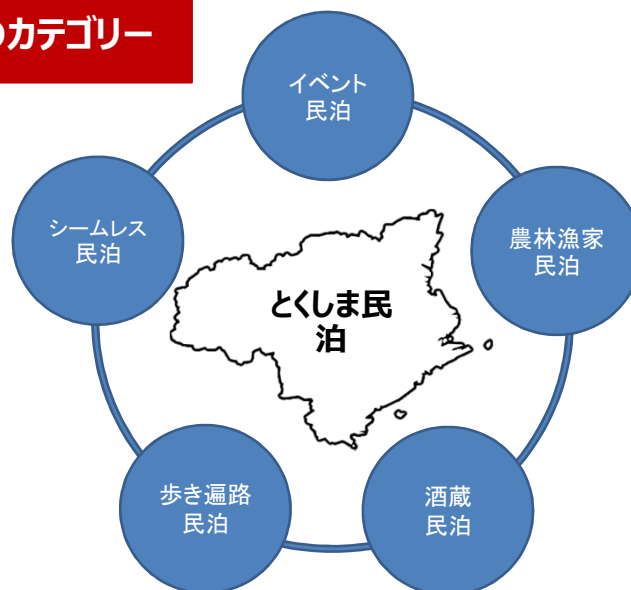 のカテゴリー
イベント
民泊
シームレス
民泊
農林漁家
民泊
とくしま民
泊
歩き遍路
民泊
酒蔵
民泊